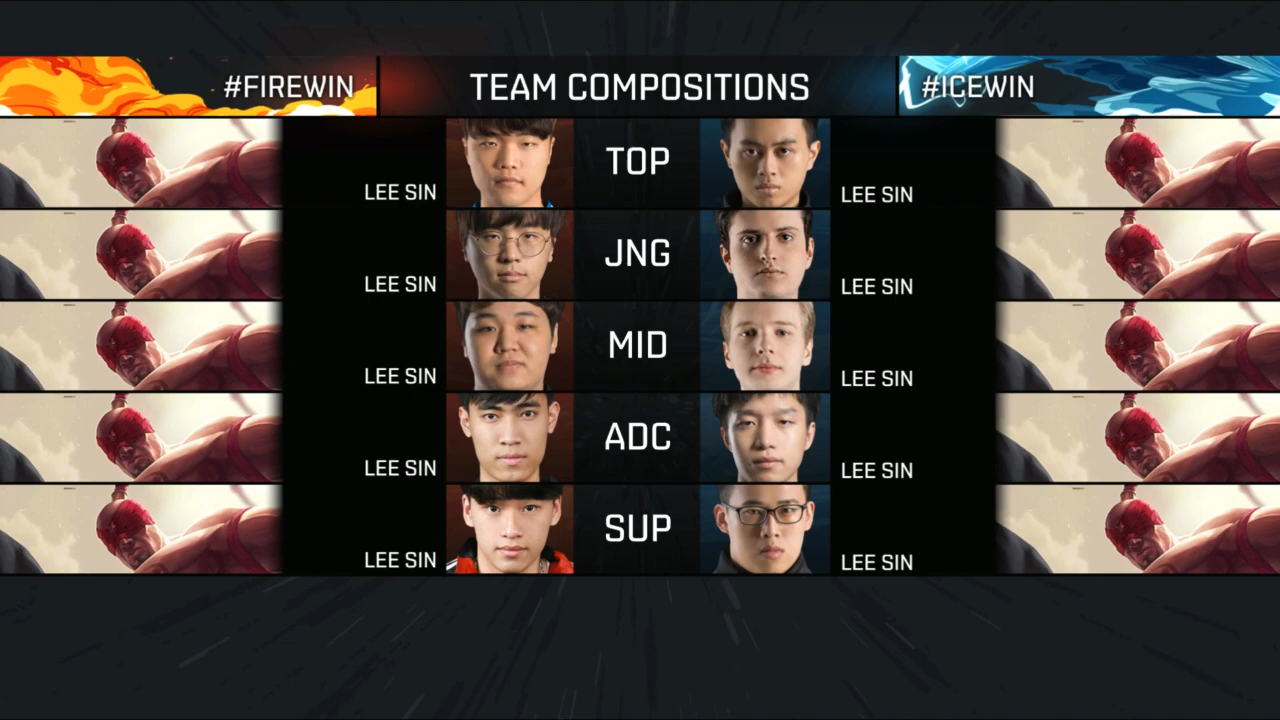 #FIREWIN TEAM COMPOSITIONS #ICEWIN
LEE SIN TOP LEE SIN
LEE SIN JNG LEE SIN
LEE SIN MID LEE SIN
LEE SIN ADC LEE SIN
LEE SIN SUP LEE SIN